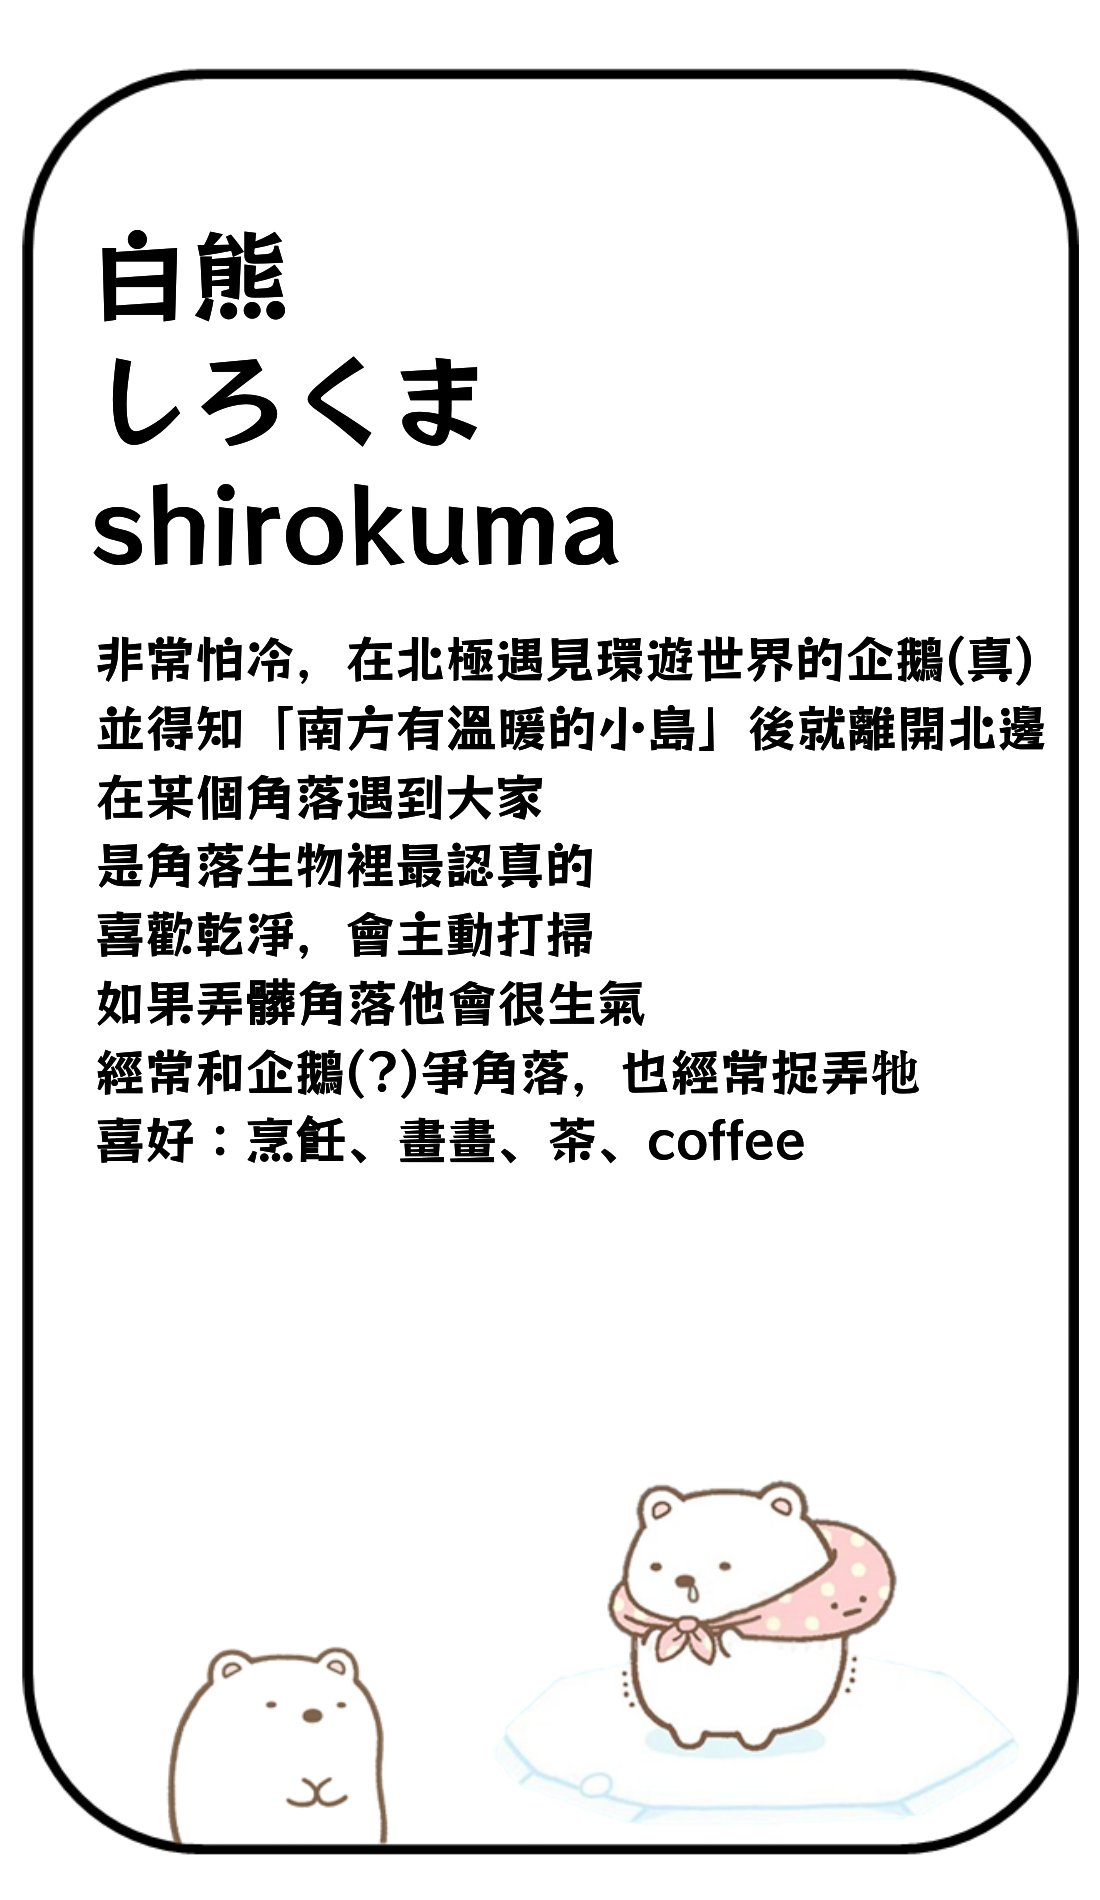 白熊
しろくま
shirokuma
非常怕冷，在北極遇見環遊世界的企鵝(真)
並得知「南方有溫暖的小島」後就離開北邊
在某個角落遇到大家
是角落生物裡最認真的
喜歡乾淨，會主動打掃
如果弄髒角落他會很生氣
經常和企鵝(?)爭角落，也經常捉弄牠
喜好：烹飪、畫畫、茶、coffee